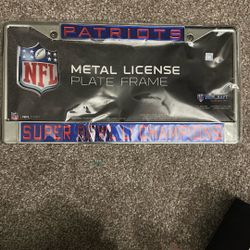 PATRIOTS
NFL
METAL LICENSE
PLATE FRAME
SUPER BOWL CHAMPIONS